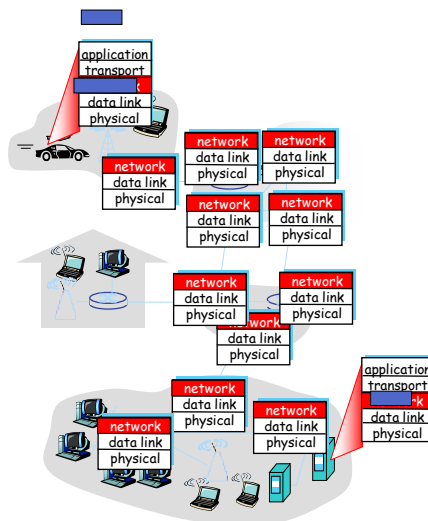 application
transport
data link
physical
network
data link
physical
network
data link
physical
network
data link
physical
network
data link
physical
network
data link
physical
network
data link
physical
network
data link
physical
network
data link
physical
network
data link
physical
network
data link
physical
network
data link
physical
application
transport
data link
physical